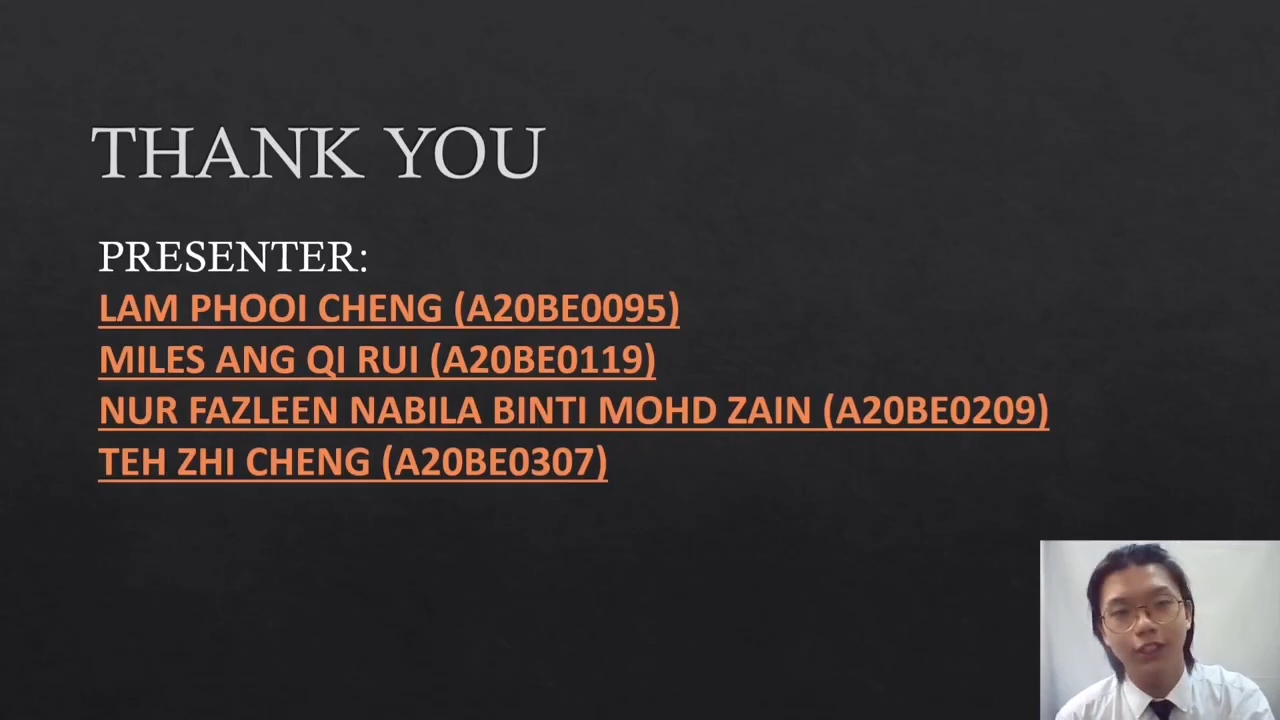 THANK YOU
PRESENTER:
LAM PHOOI CHENG (A20BE0095)
MILES ANG QI RUI (A20BE0119)
NUR FAZLEEN NABILA BINTI MOHD ZAIN (A20BE0209)
TEH ZHI CHENG (A20BE0307)